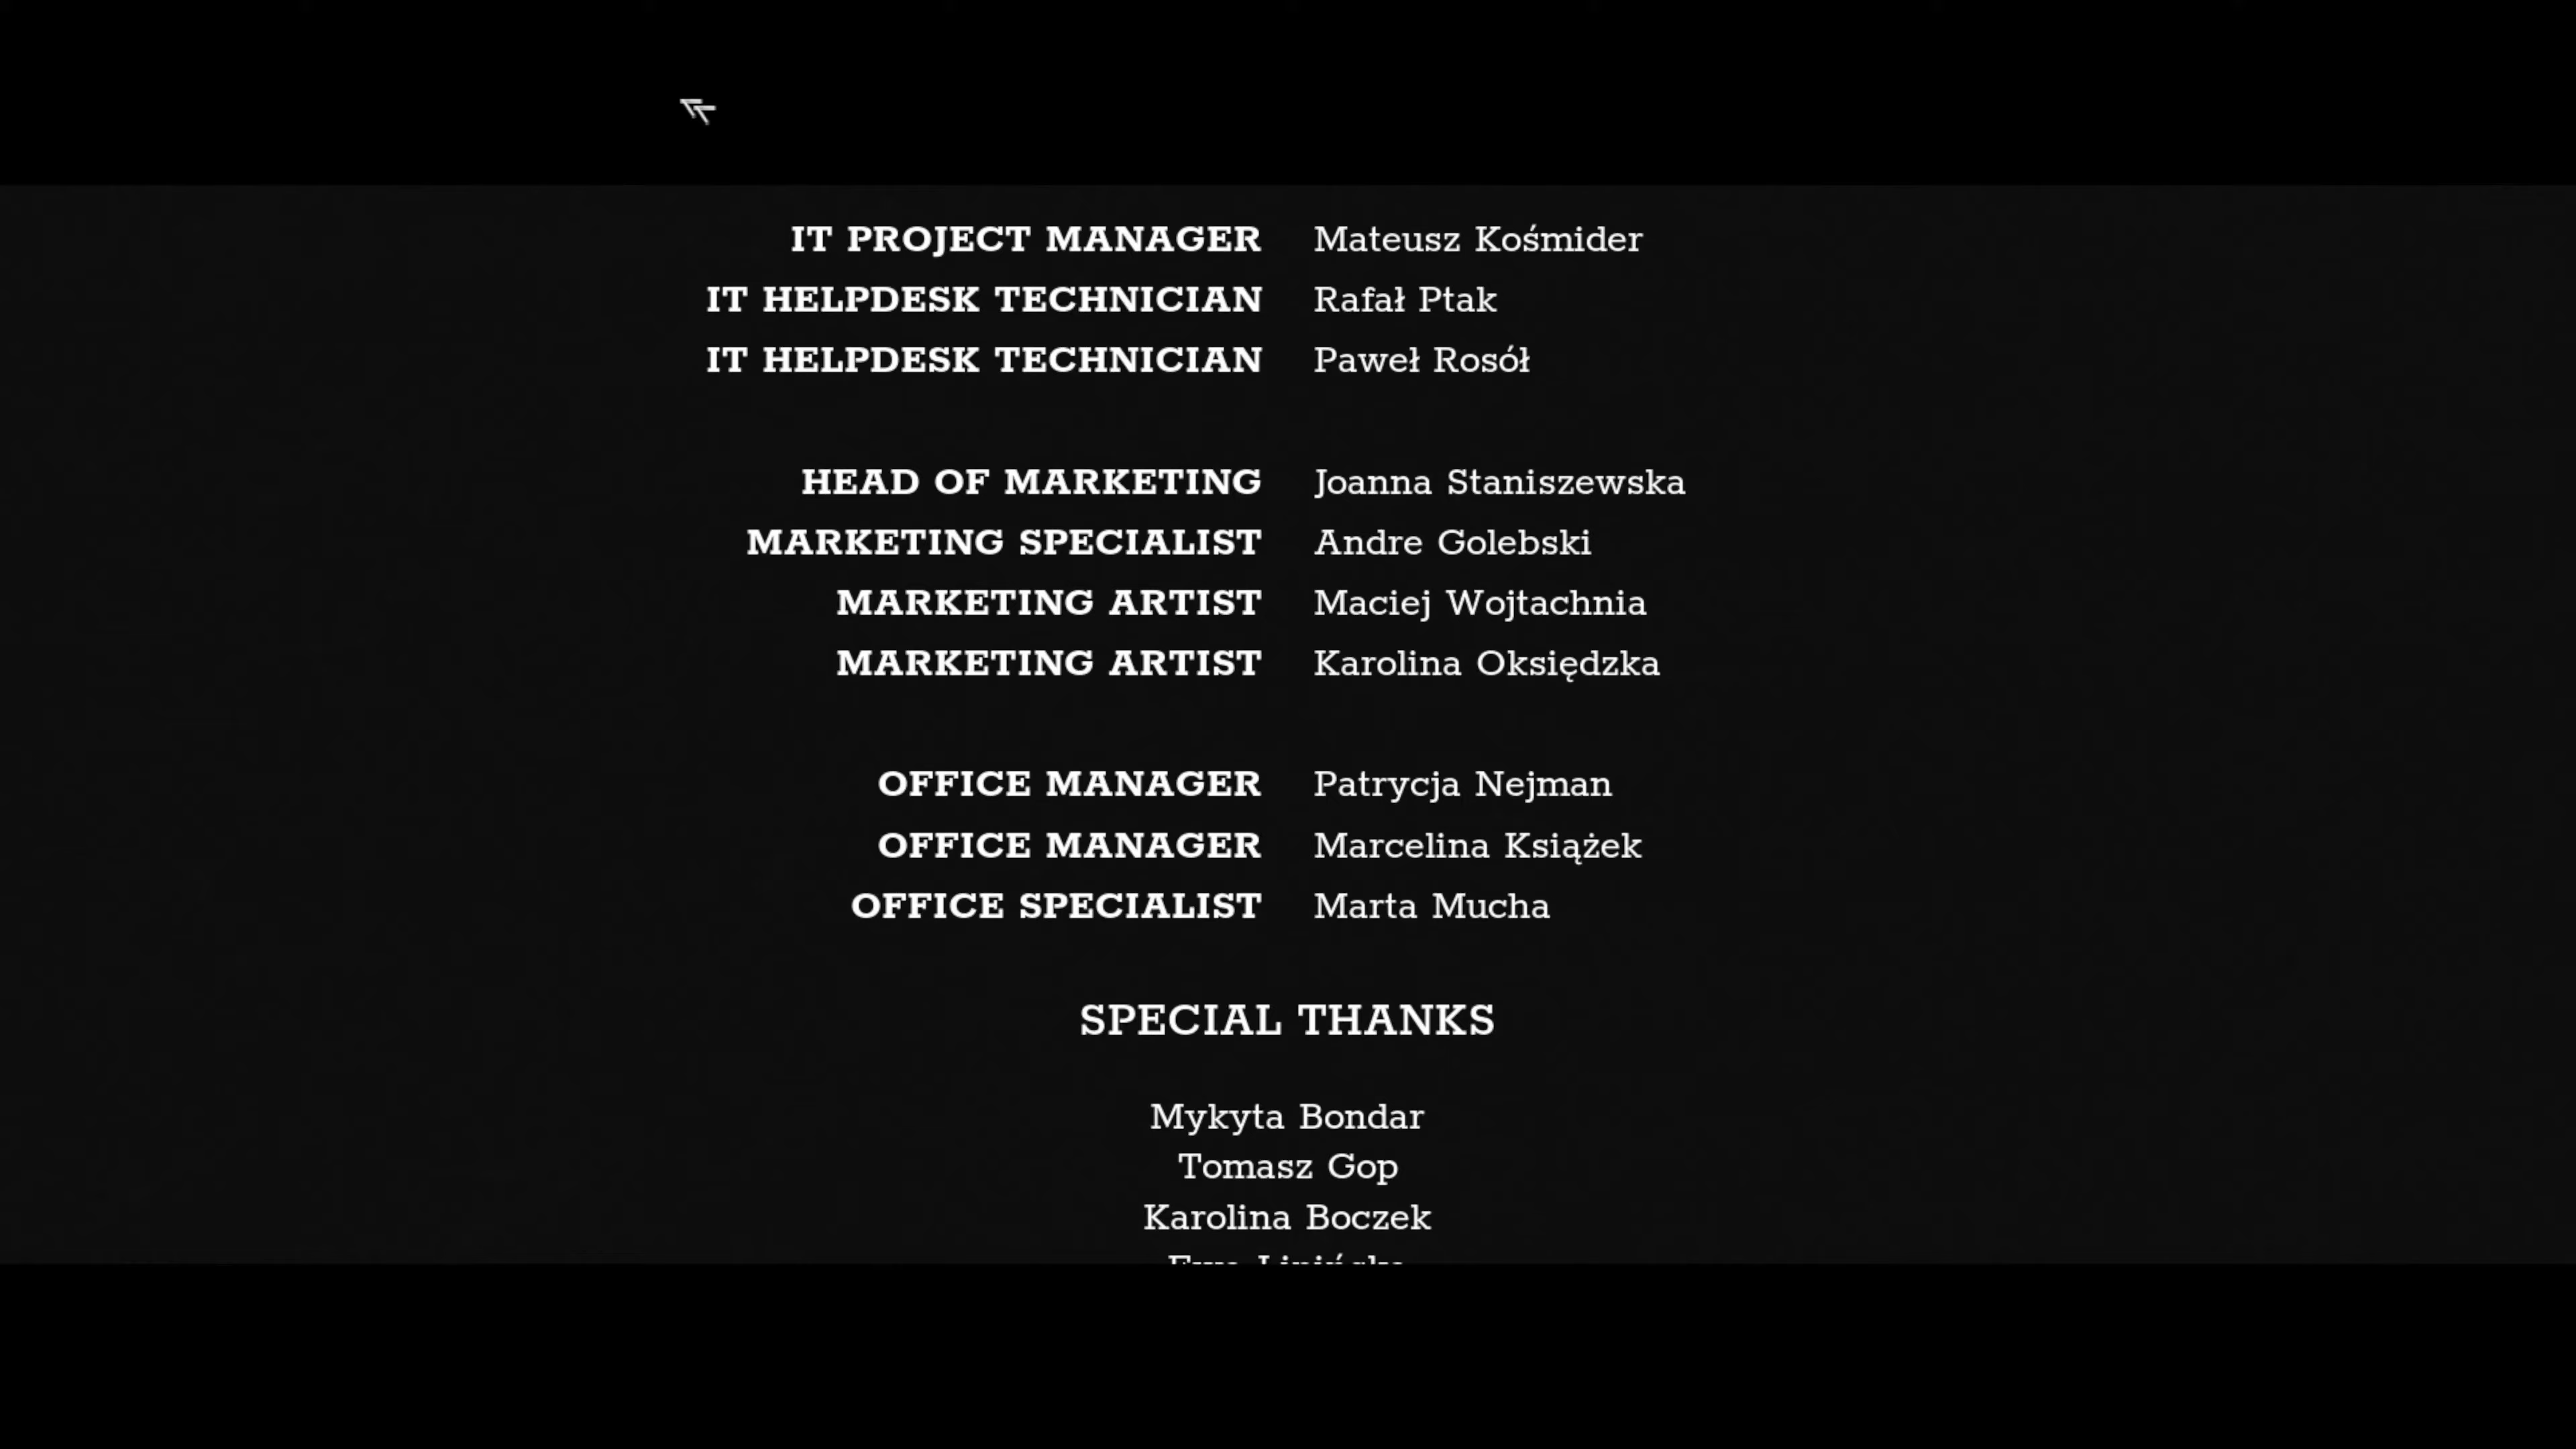 IT PROJECT MANAGER Mateusz Kośmider
IT HELPDESK TECHNICIAN Rafał Ptak
IT HELPDESK TECHNICIAN Paweł Rosół
HEAD OF MARKETING Joanna Staniszewska
MARKETING SPECIALIST Andre Golebski
MARKETING ARTIST Maciej Wojtachnia
MARKETING ARTIST Karolina Oksiędzka
OFFICE MANAGER Patrycja Nejman
OFFICE MANAGER Marcelina Książek
OFFICE SPECIALIST Marta Mucha
SPECIAL THANKS
Mykyta Bondar
Tomasz Gop
Karolina Boczek